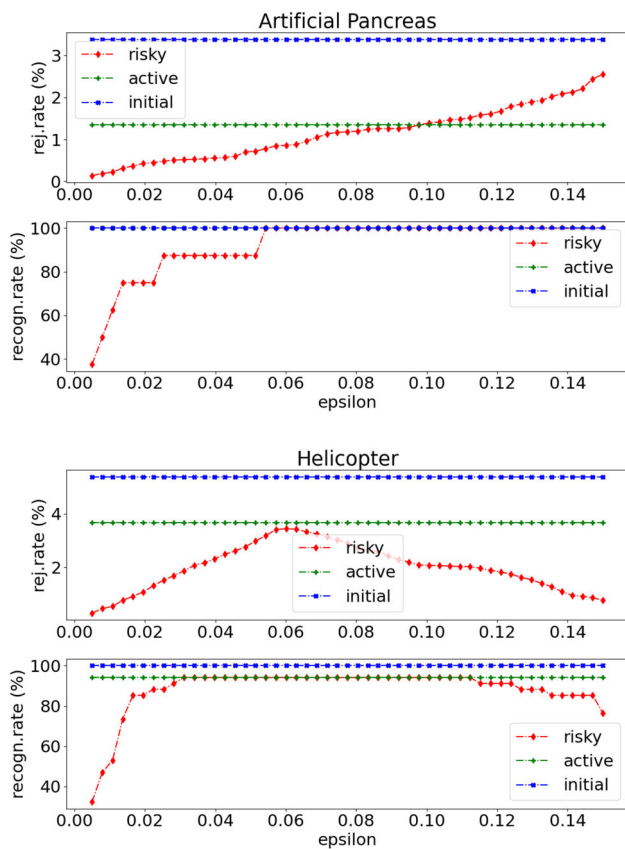 Artificial Pancreas
rej.rate (%)
3
2
1
0
risky
active
initial
0.00 0.02 0.04 0.06 0.08 0.10 0.12 0.14
recogn.rate (%)
100
80
60
40
risky
active
initial
0.00 0.02 0.04 0.06 0.08 0.10 0.12 0.14
epsilon
Helicopter
rej.rate (%)
4
2
risky
active
initial
0.00 0.02 0.04 0.06 0.08 0.10 0.12 0.14
recogn.rate (%)
100
80
60
40
risky
active
initial
0.00 0.02 0.04 0.06 0.08 0.10 0.12 0.14
epsilon